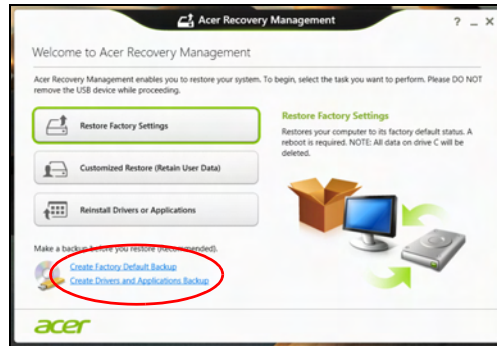 Acer Recovery Management
? _ X
Welcome to Acer Recovery Management
Acer Recovery Management enables you to restore your system. To begin, select the task you want to perform. Please DO NOT
remove the USB device while proceeding.
Restore Factory Settings
Customized Restore (Retain User Data)
Reinstall Drivers or Applications
Restore Factory Settings
Restores your computer to its factory default status. A
reboot is required. NOTE: All data on drive C will be
deleted.
Make a backup before you restore (Recommended).
Create Factory Default Backup
Create Drivers and Applications Backup
acer